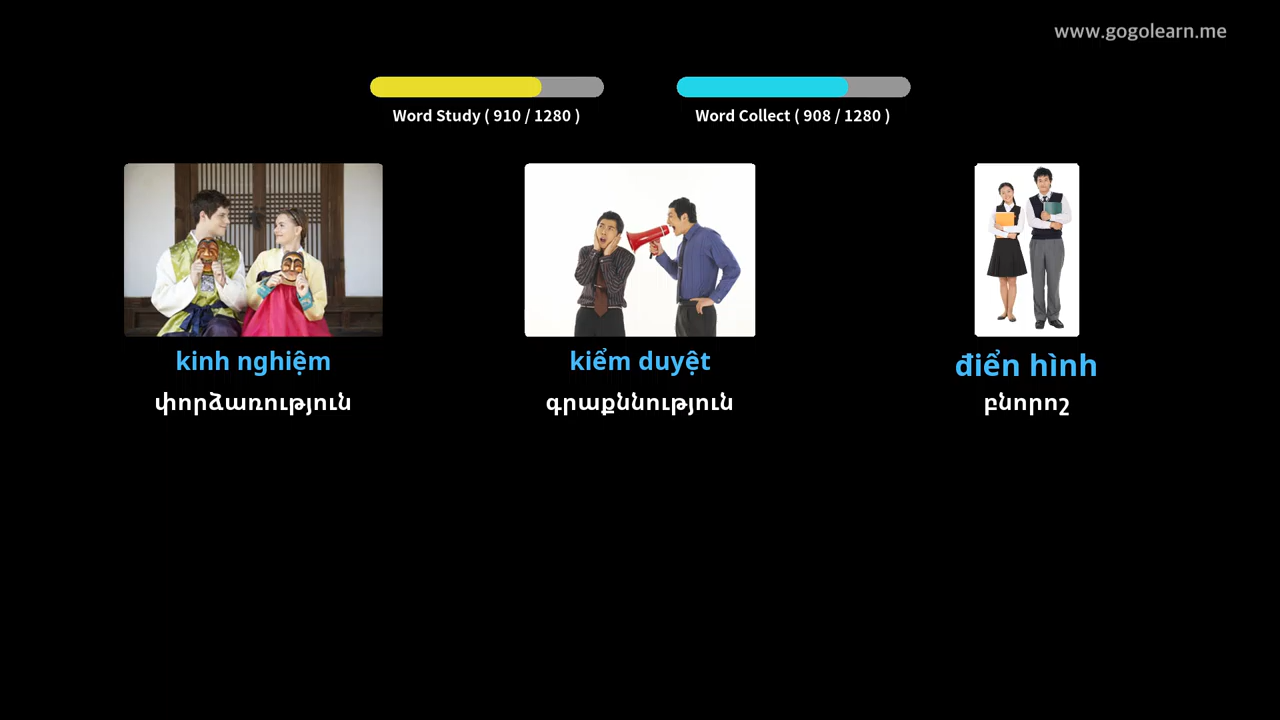 www.gogolearn.me
Word Study ( 910 / 1280 )
Word Collect ( 908 / 1280 )
kinh nghiệm
փորձառություն
kiểm duyệt
գրաքննություն
điển hình
բնորոշ